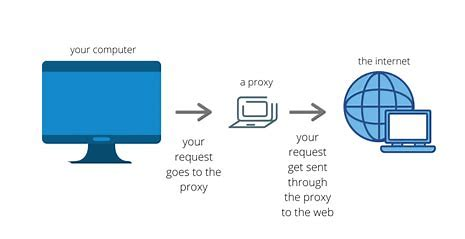 your computer
a proxy
the internet
your
request
goes to the
proxy
your
request
get sent
through
the proxy
to the web